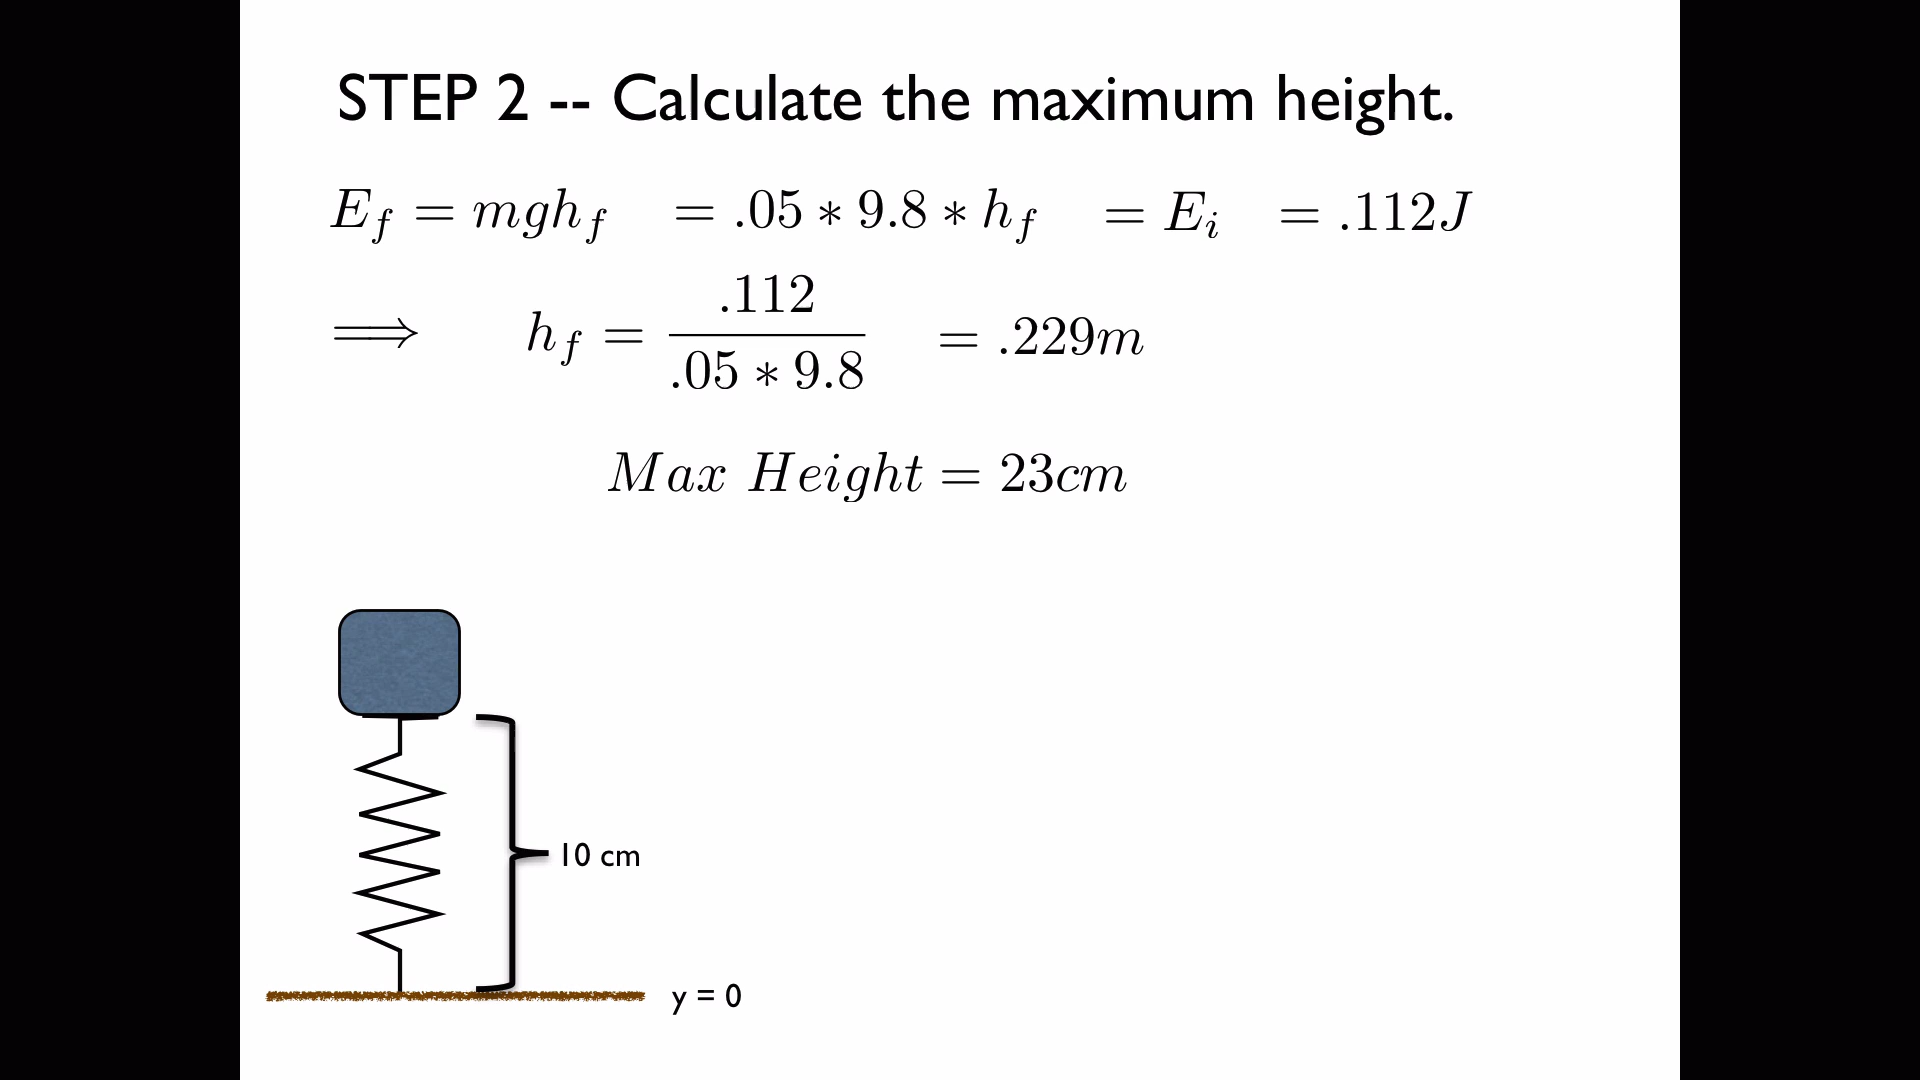 STEP 2 -- Calculate the maximum height.
E_f = mgh_f = .05 * 9.8 * h_f = E_i = .112J
⟹ h_f = .112 / .05 * 9.8 = .229m
Max Height = 23cm
10 cm
y = 0